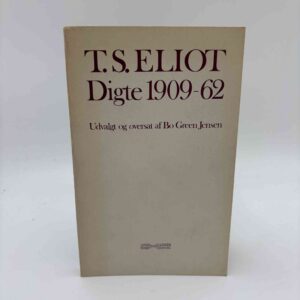 T.S. ELIOT
Digte 1909-62
Udvalgt og oversat af Bo Green Jensen